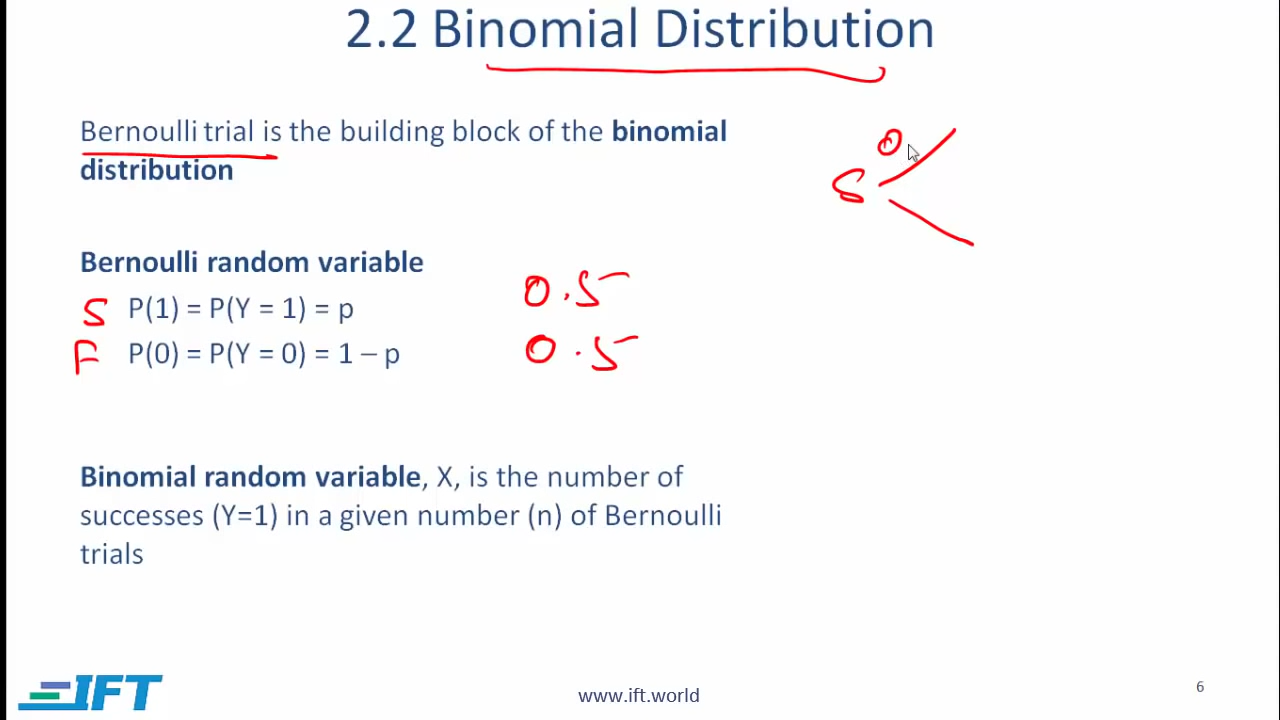 2.2 Binomial Distribution
Bernoulli trial is the building block of the binomial
distribution
0
S
Bernoulli random variable
S P(1) = P(Y = 1) = p 0.5
F P(0) = P(Y = 0) = 1 – p 0.5
Binomial random variable, X, is the number of
successes (Y=1) in a given number (n) of Bernoulli
trials
IFT
www.ift.world
6